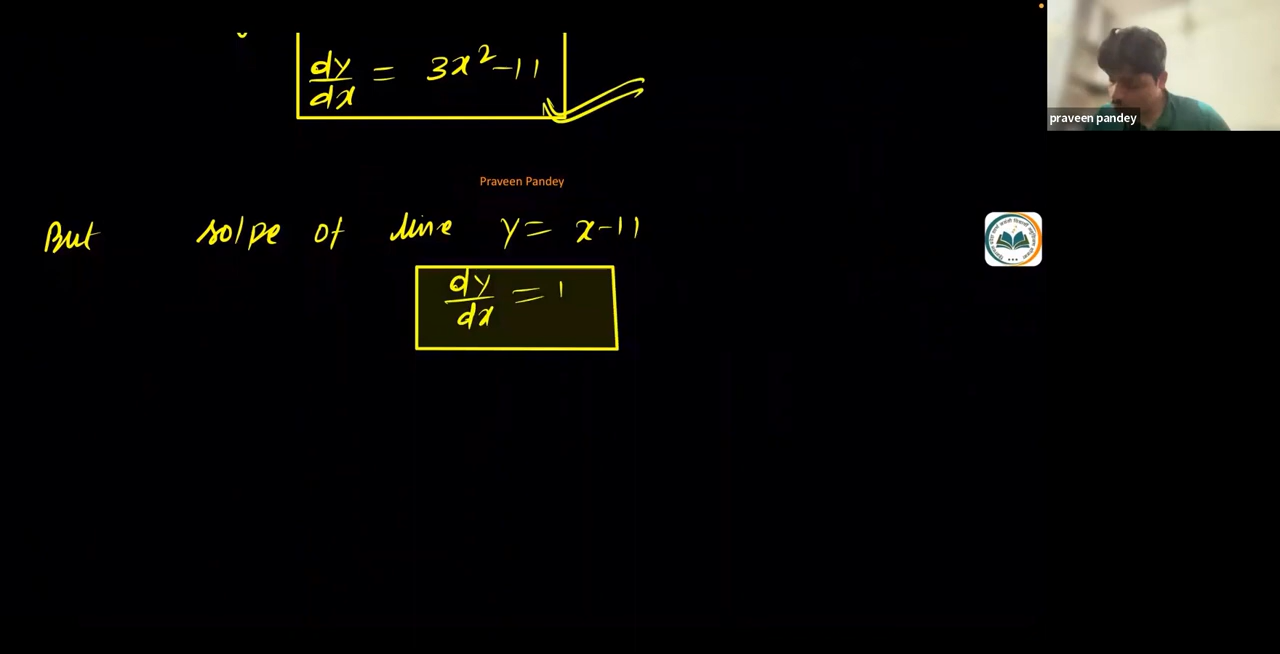 dy/dx = 3x²-11
praveen pandey
Praveen Pandey
But solpe of line y = x-11
dy/dx = 1